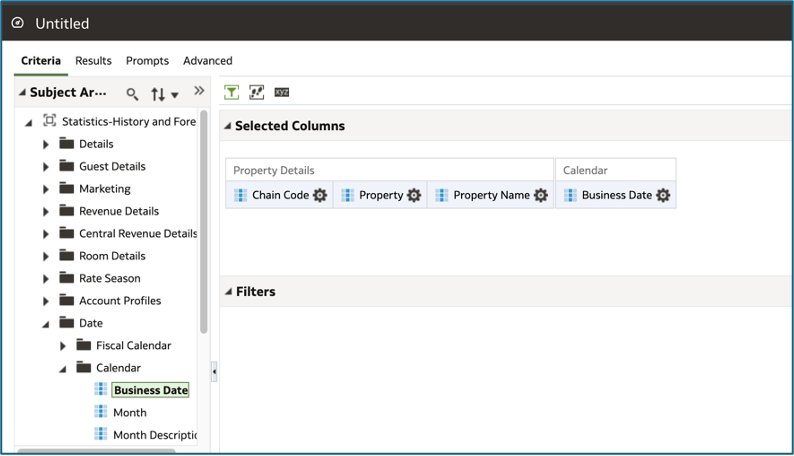 Untitled
Criteria Results Prompts Advanced
Subject Ar...
xyz
Statistics-History and Fore
Details
Guest Details
Marketing
Revenue Details
Central Revenue Details
Room Details
Rate Season
Account Profiles
Date
Fiscal Calendar
Calendar
Business Date
Month
Month Descriptic
Selected Columns
Property Details Calendar
Chain Code Property Property Name Business Date
Filters